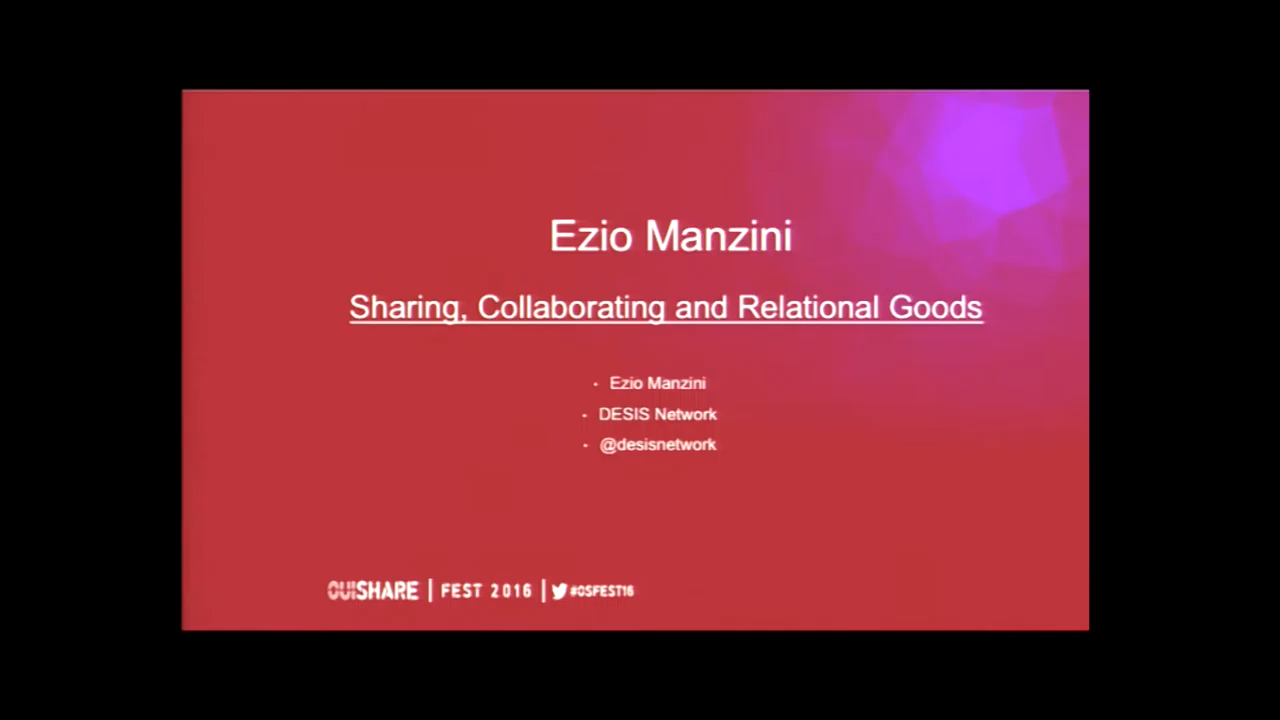 Ezio Manzini
Sharing, Collaborating and Relational Goods
• Ezio Manzini
• DESIS Network
• @desisnetwork
OUISHARE | FEST 2016 | #OSFEST16